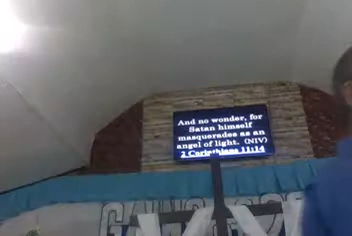 And no wonder, for
Satan himself
masquerades as an
angel of light. (NIV)
2 Corinthians 11:14